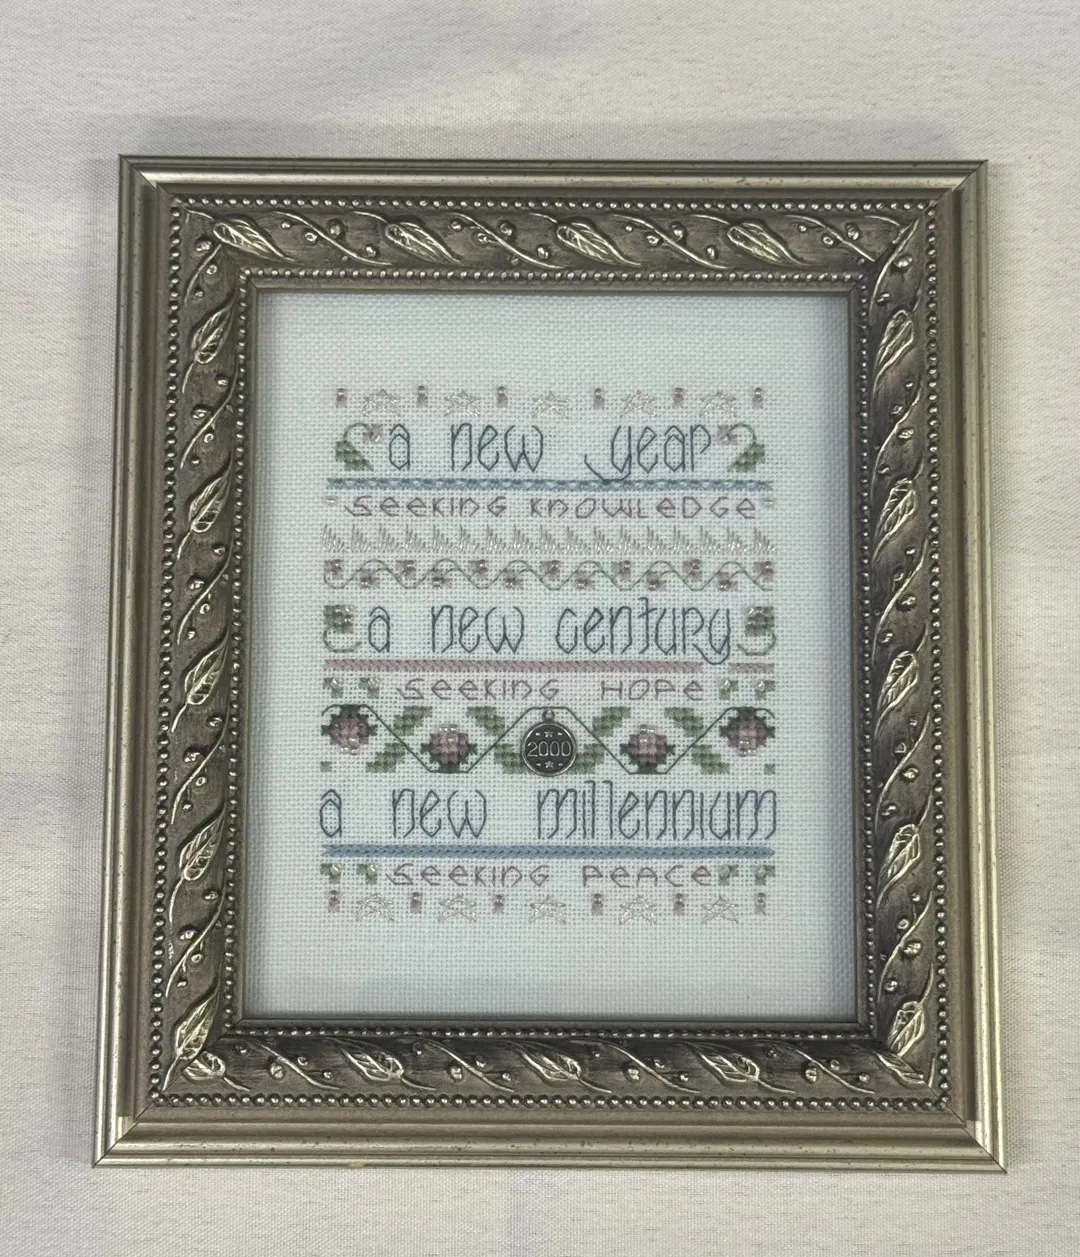 a new year
SEEKING KNOWLEDGE
a new century
SEEKING HOPE
2000
a new millennium
SEEKING PEACE